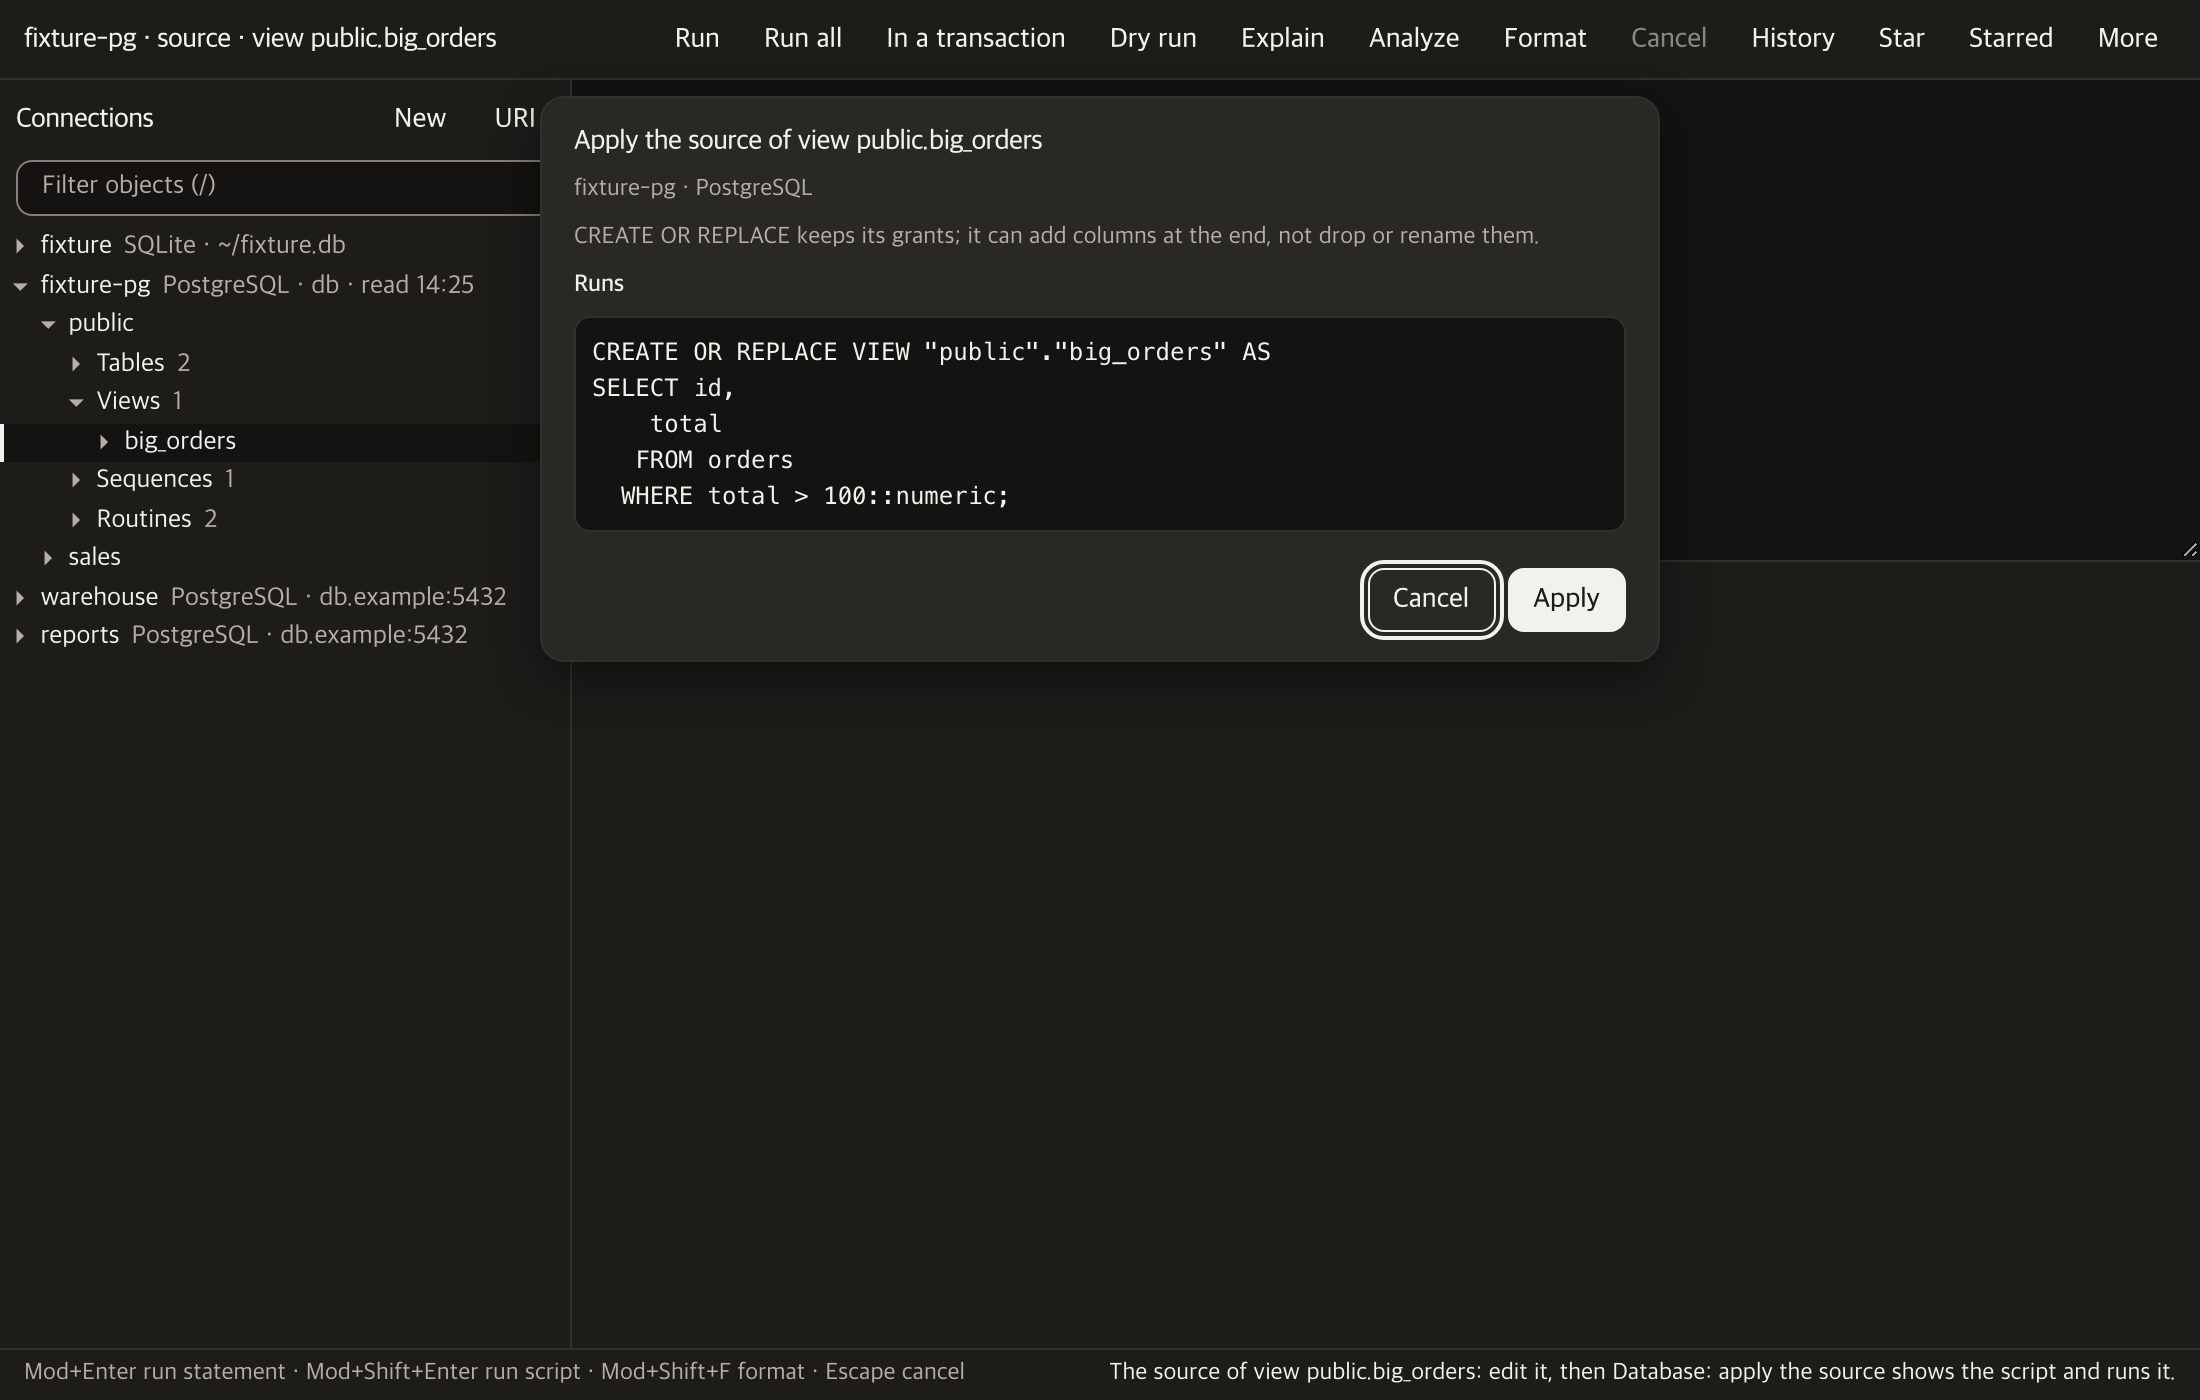 fixture-pg · source · view public.big_orders
Run Run all In a transaction Dry run Explain Analyze Format Cancel History Star Starred More
Connections New URI
Filter objects (/)
fixture SQLite · ~/fixture.db
fixture-pg PostgreSQL · db · read 14:25
public
Tables 2
Views 1
big_orders
Sequences 1
Routines 2
sales
warehouse PostgreSQL · db.example:5432
reports PostgreSQL · db.example:5432
Apply the source of view public.big_orders
fixture-pg · PostgreSQL
CREATE OR REPLACE keeps its grants; it can add columns at the end, not drop or rename them.
Runs
CREATE OR REPLACE VIEW "public"."big_orders" AS
SELECT id,
    total
   FROM orders
  WHERE total > 100::numeric;
Cancel Apply
Mod+Enter run statement · Mod+Shift+Enter run script · Mod+Shift+F format · Escape cancel
The source of view public.big_orders: edit it, then Database: apply the source shows the script and runs it.